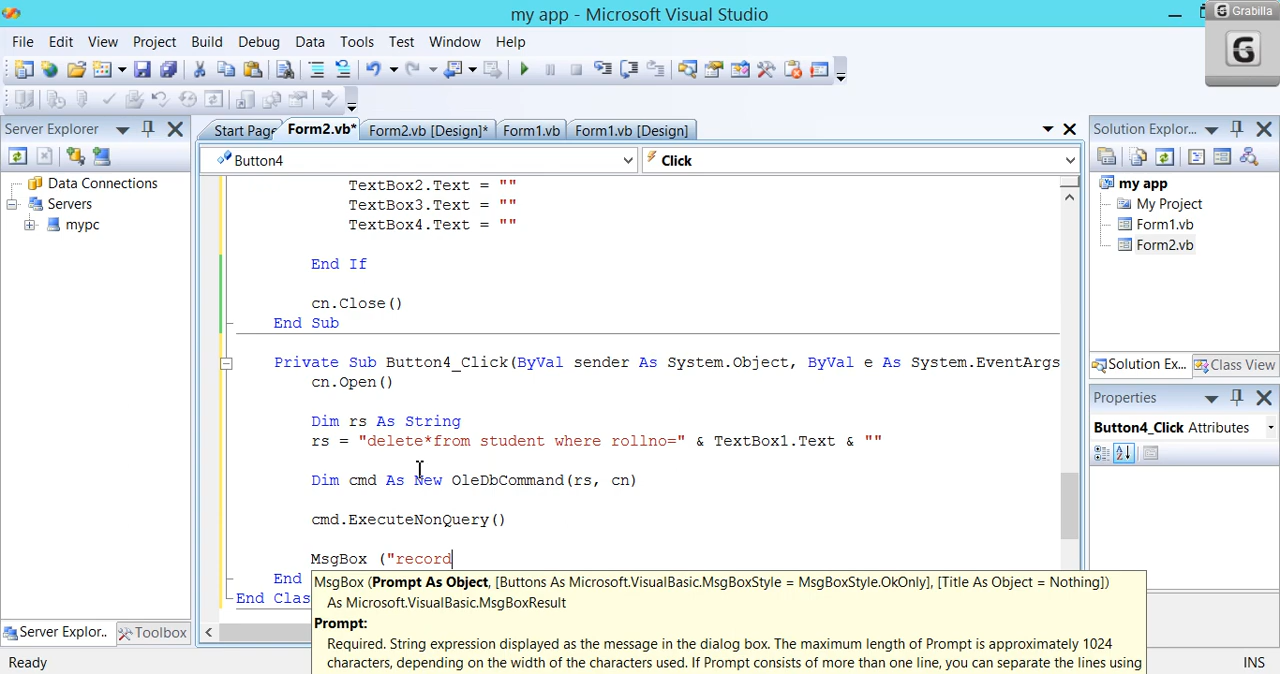 my app - Microsoft Visual Studio
Grabilla
G
File Edit View Project Build Debug Data Tools Test Window Help
Server Explorer
Start Page Form2.vb* Form2.vb [Design]* Form1.vb Form1.vb [Design]
Solution Explor...
Button4 Click
Data Connections
Servers
mypc
TextBox2.Text = ""
TextBox3.Text = ""
TextBox4.Text = ""
End If
cn.Close()
End Sub
Private Sub Button4_Click(ByVal sender As System.Object, ByVal e As System.EventArgs
cn.Open()
Dim rs As String
rs = "delete*from student where rollno=" & TextBox1.Text & ""
Dim cmd As New OleDbCommand(rs, cn)
cmd.ExecuteNonQuery()
MsgBox ("record
End
End Clas
MsgBox (Prompt As Object, [Buttons As Microsoft.VisualBasic.MsgBoxStyle = MsgBoxStyle.OkOnly], [Title As Object = Nothing])
As Microsoft.VisualBasic.MsgBoxResult
Prompt:
Required. String expression displayed as the message in the dialog box. The maximum length of Prompt is approximately 1024
characters, depending on the width of the characters used. If Prompt consists of more than one line, you can separate the lines using
my app
My Project
Form1.vb
Form2.vb
Solution Ex... Class View
Properties
Button4_Click Attributes
Server Explor.. Toolbox
Ready
INS